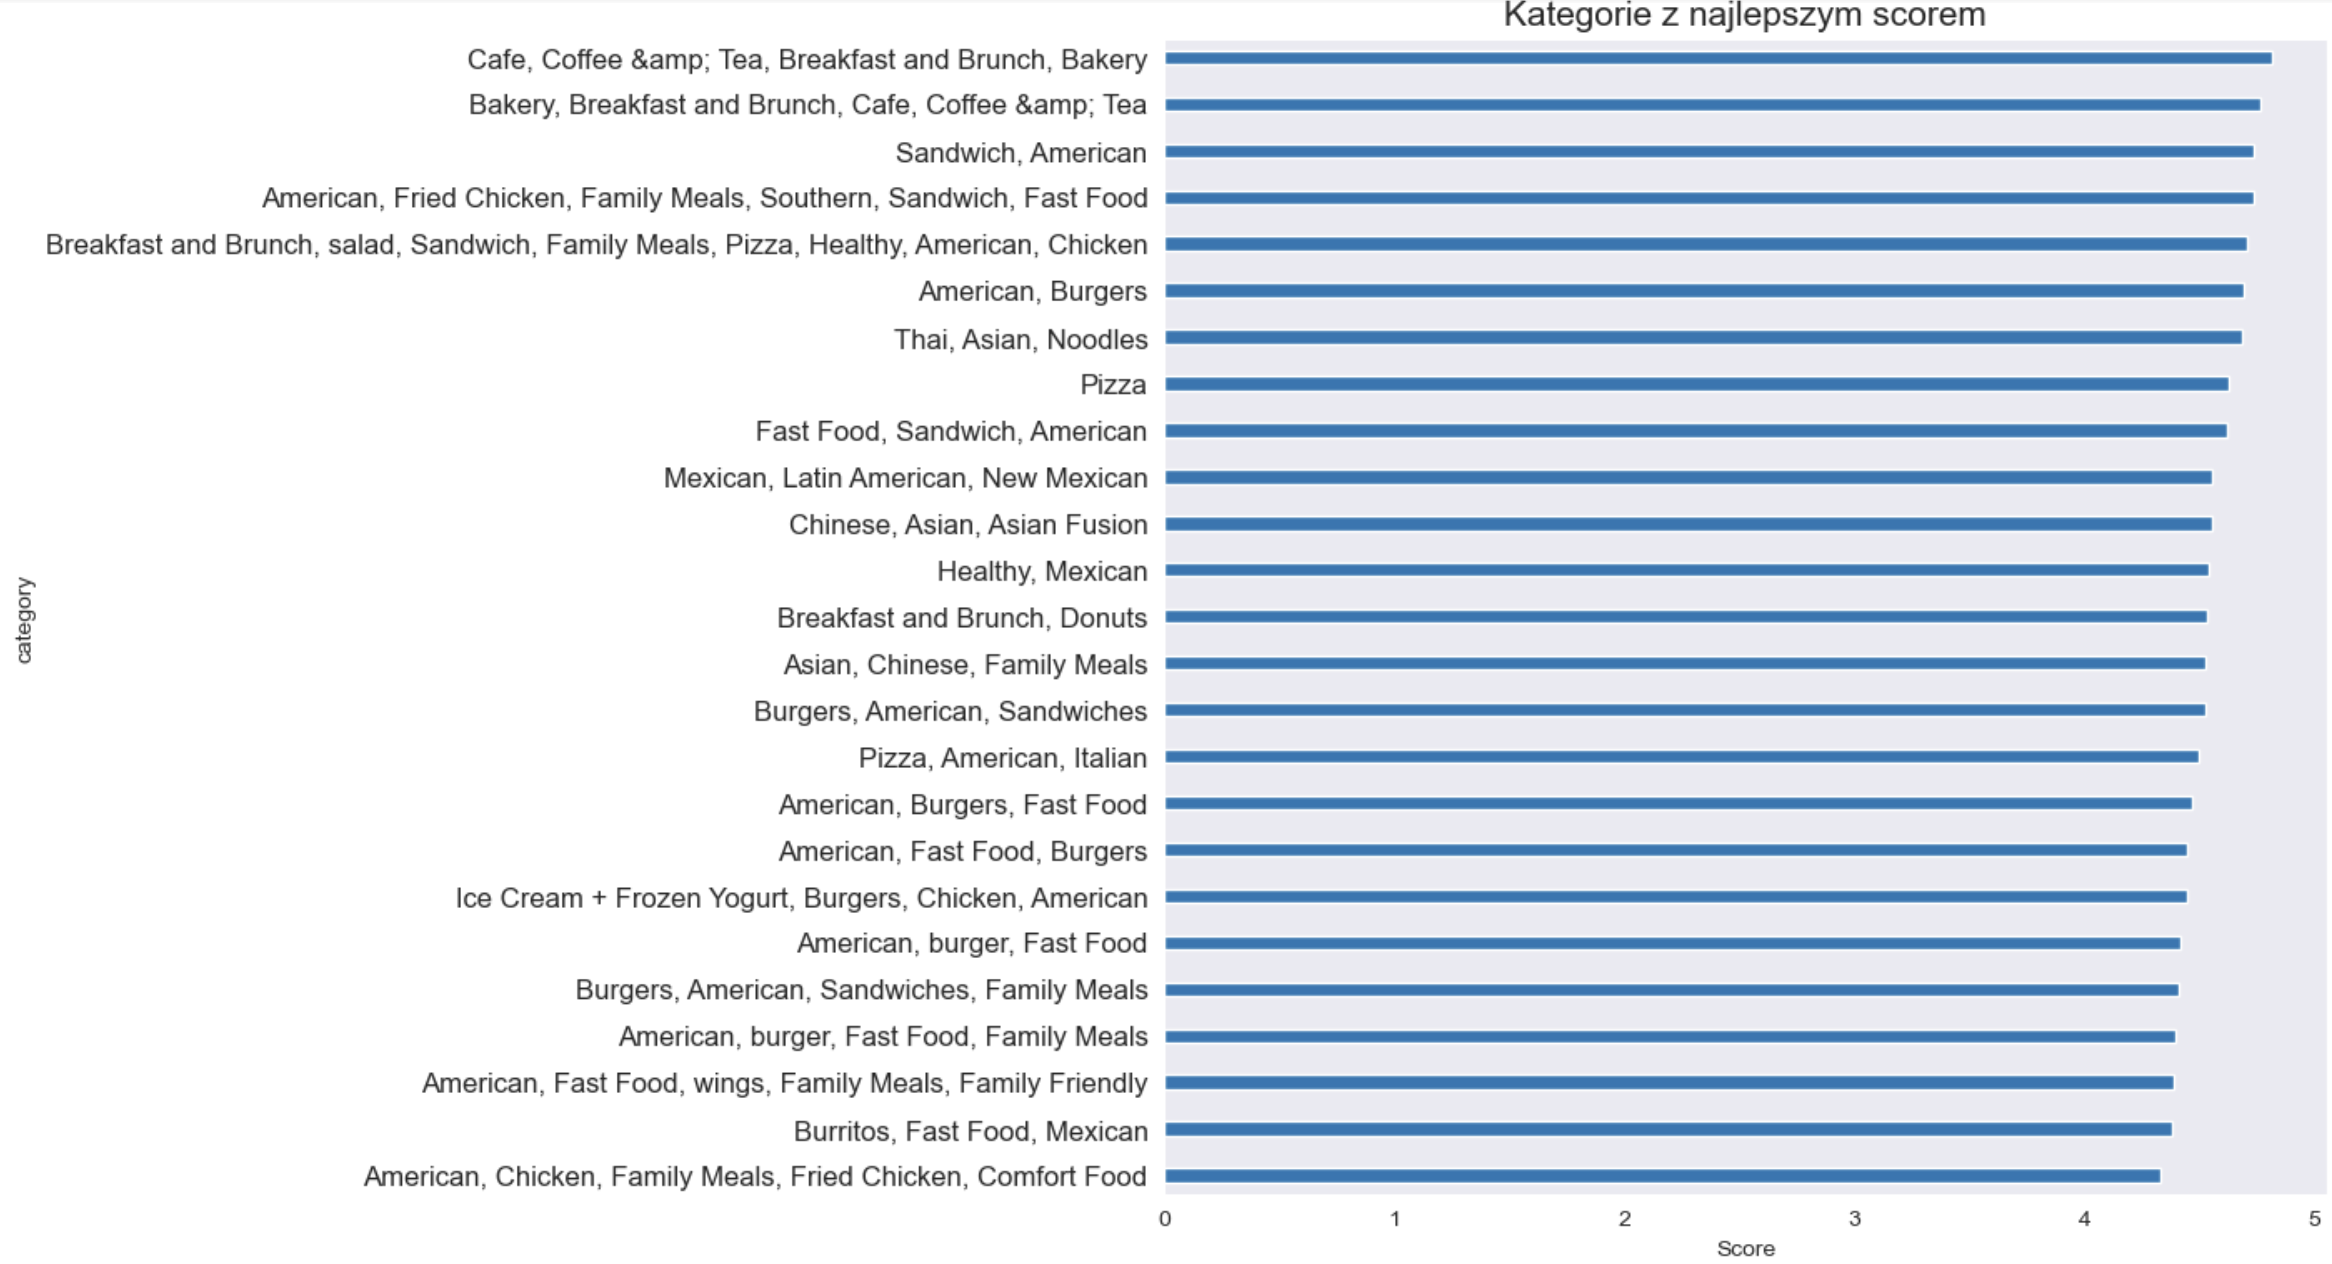 Kategorie z najlepszym scorem
Cafe, Coffee &amp; Tea, Breakfast and Brunch, Bakery
Bakery, Breakfast and Brunch, Cafe, Coffee &amp; Tea
Sandwich, American
American, Fried Chicken, Family Meals, Southern, Sandwich, Fast Food
Breakfast and Brunch, salad, Sandwich, Family Meals, Pizza, Healthy, American, Chicken
American, Burgers
Thai, Asian, Noodles
Pizza
Fast Food, Sandwich, American
Mexican, Latin American, New Mexican
Chinese, Asian, Asian Fusion
Healthy, Mexican
Breakfast and Brunch, Donuts
Asian, Chinese, Family Meals
Burgers, American, Sandwiches
Pizza, American, Italian
American, Burgers, Fast Food
American, Fast Food, Burgers
Ice Cream + Frozen Yogurt, Burgers, Chicken, American
American, burger, Fast Food
Burgers, American, Sandwiches, Family Meals
American, burger, Fast Food, Family Meals
American, Fast Food, wings, Family Meals, Family Friendly
Burritos, Fast Food, Mexican
American, Chicken, Family Meals, Fried Chicken, Comfort Food
category
0 1 2 3 4 5
Score